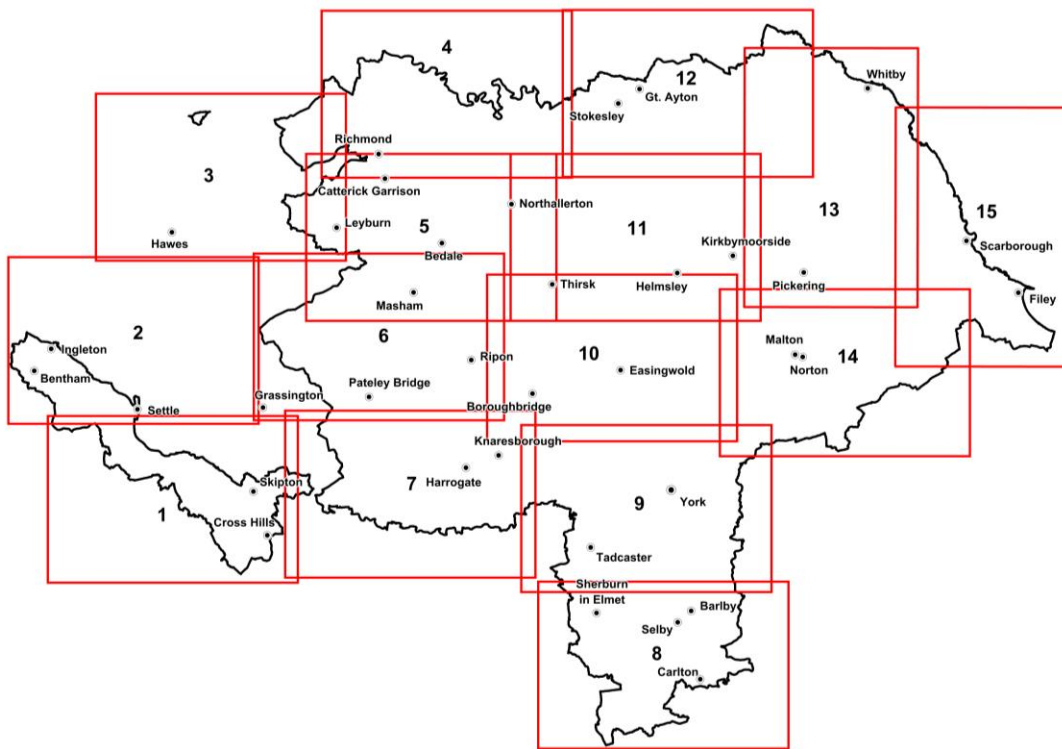 4
12
Whitby
Gt. Ayton
Stokesley
Richmond
3
Catterick Garrison
Northallerton
13
15
Leyburn
5
11
Hawes
Bedale
Kirkbymoorside
Scarborough
Masham
Thirsk
Helmsley
Pickering
Filey
2
6
Ingleton
Ripon
10
Malton
14
Bentham
Easingwold
Norton
Pateley Bridge
Grassington
Settle
Boroughbridge
Knaresborough
Skipton
7
Harrogate
9
York
1
Cross Hills
Tadcaster
Sherburn
in Elmet
Barlby
Selby
8
Carlton